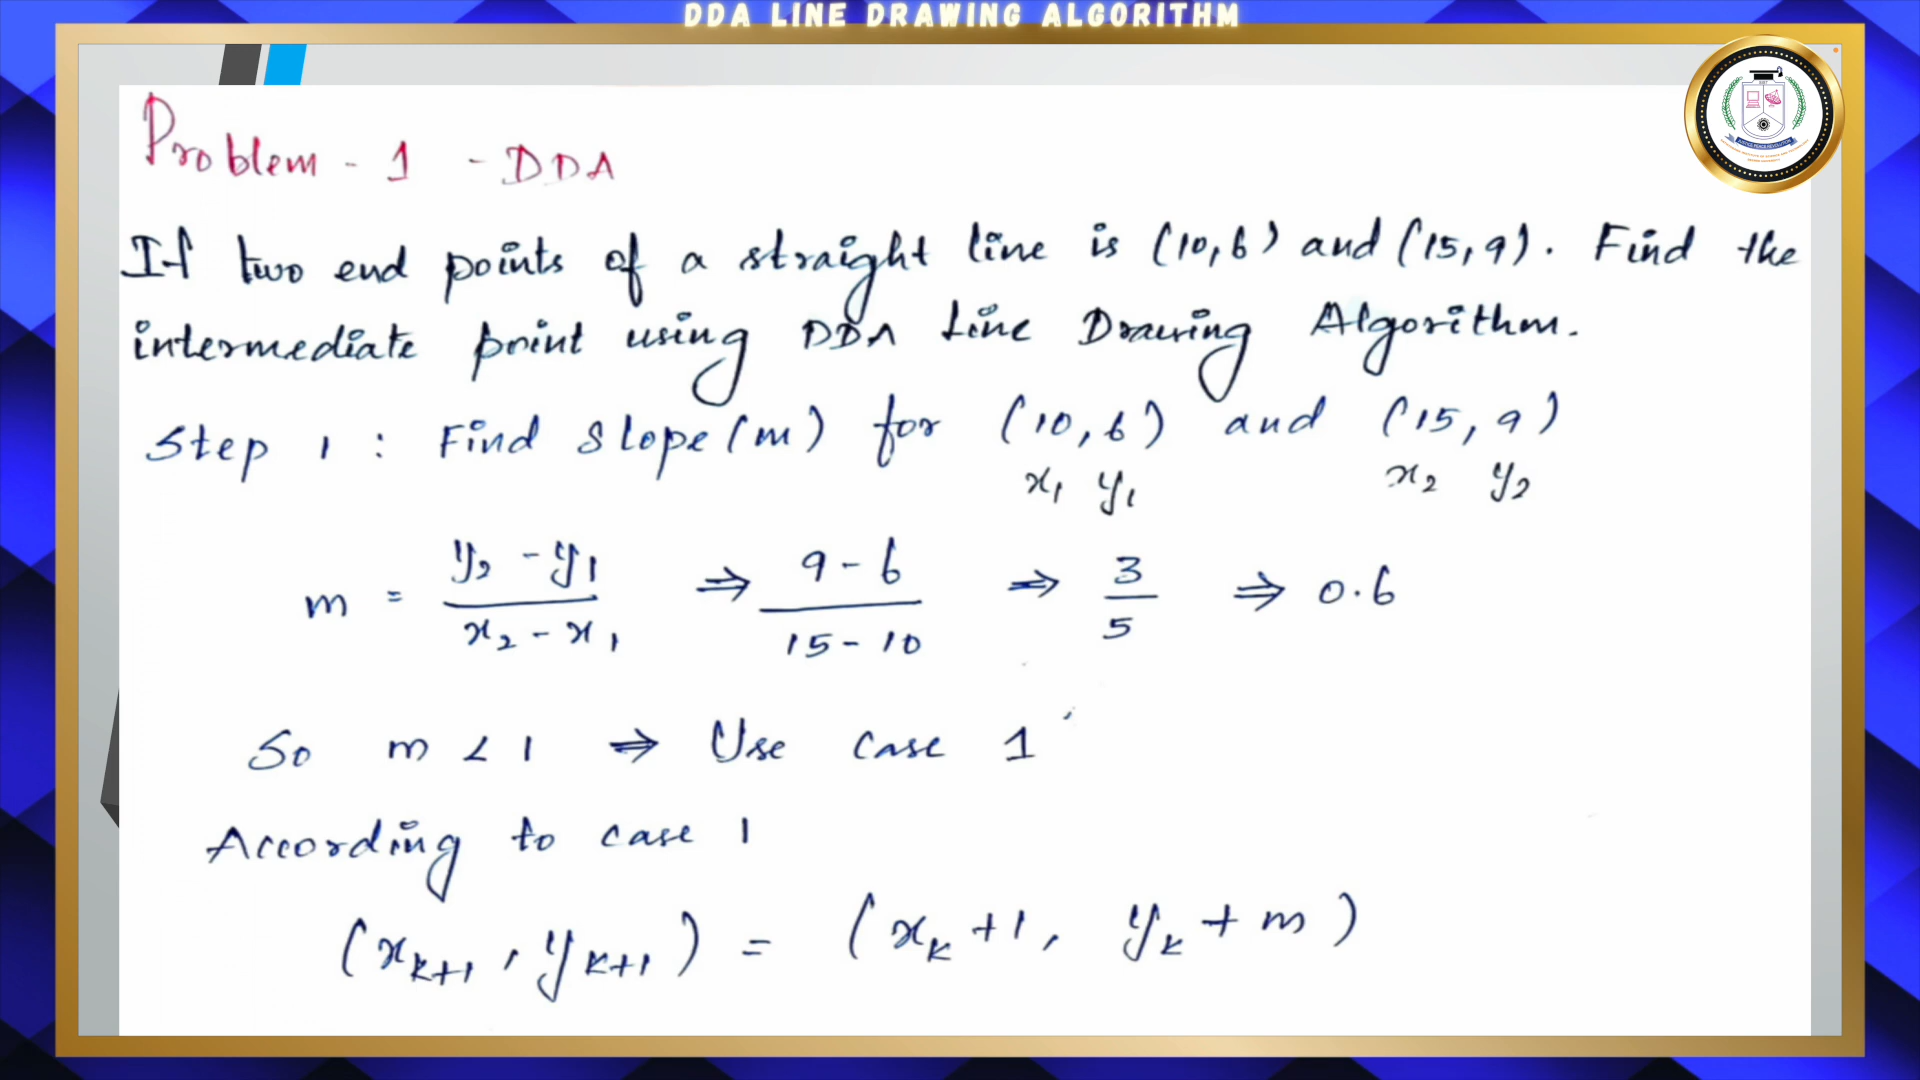 DDA LINE DRAWING ALGORITHM
Problem - 1 - DDA
If two end points of a straight line is (10,6) and (15,9). Find the
intermediate point using DDA Line Drawing Algorithm.
Step 1 : Find slope(m) for (10,6) and (15,9)
x₁ y₁ x₂ y₂
m = y₂ - y₁ / x₂ - x₁ ⇒ 9 - 6 / 15 - 10 ⇒ 3 / 5 ⇒ 0.6
So m < 1 ⇒ Use case 1
According to case 1
(xₖ₊₁, yₖ₊₁) = (xₖ+1, yₖ+m)